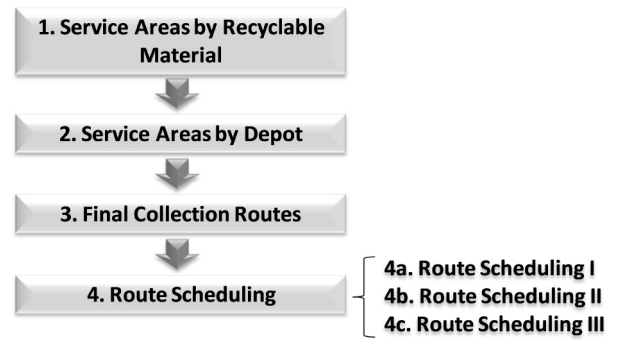 1. Service Areas by Recyclable
Material
2. Service Areas by Depot
3. Final Collection Routes
4. Route Scheduling
4a. Route Scheduling I
4b. Route Scheduling II
4c. Route Scheduling III